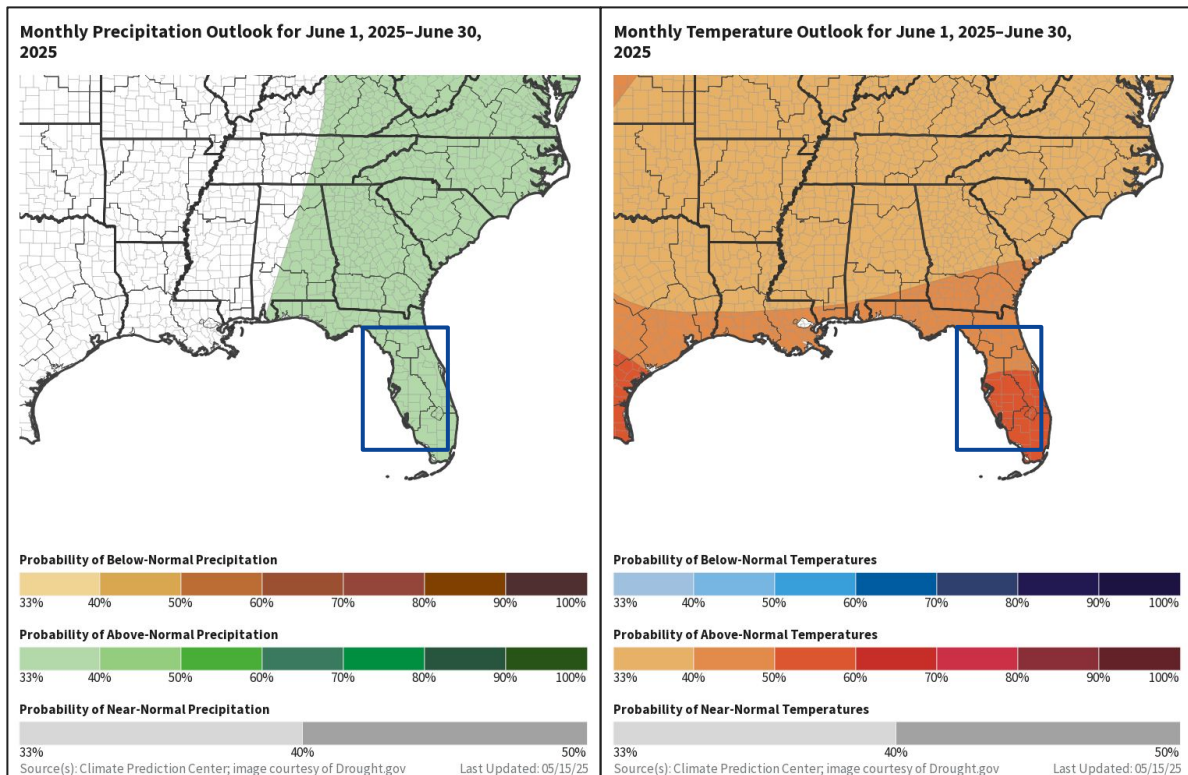 Monthly Precipitation Outlook for June 1, 2025–June 30,
2025
Probability of Below-Normal Precipitation
33% 40% 50% 60% 70% 80% 90% 100%
Probability of Above-Normal Precipitation
33% 40% 50% 60% 70% 80% 90% 100%
Probability of Near-Normal Precipitation
33% 40% 50%
Source(s): Climate Prediction Center; image courtesy of Drought.gov Last Updated: 05/15/25
Monthly Temperature Outlook for June 1, 2025–June 30,
2025
Probability of Below-Normal Temperatures
33% 40% 50% 60% 70% 80% 90% 100%
Probability of Above-Normal Temperatures
33% 40% 50% 60% 70% 80% 90% 100%
Probability of Near-Normal Temperatures
33% 40% 50%
Source(s): Climate Prediction Center; image courtesy of Drought.gov Last Updated: 05/15/25